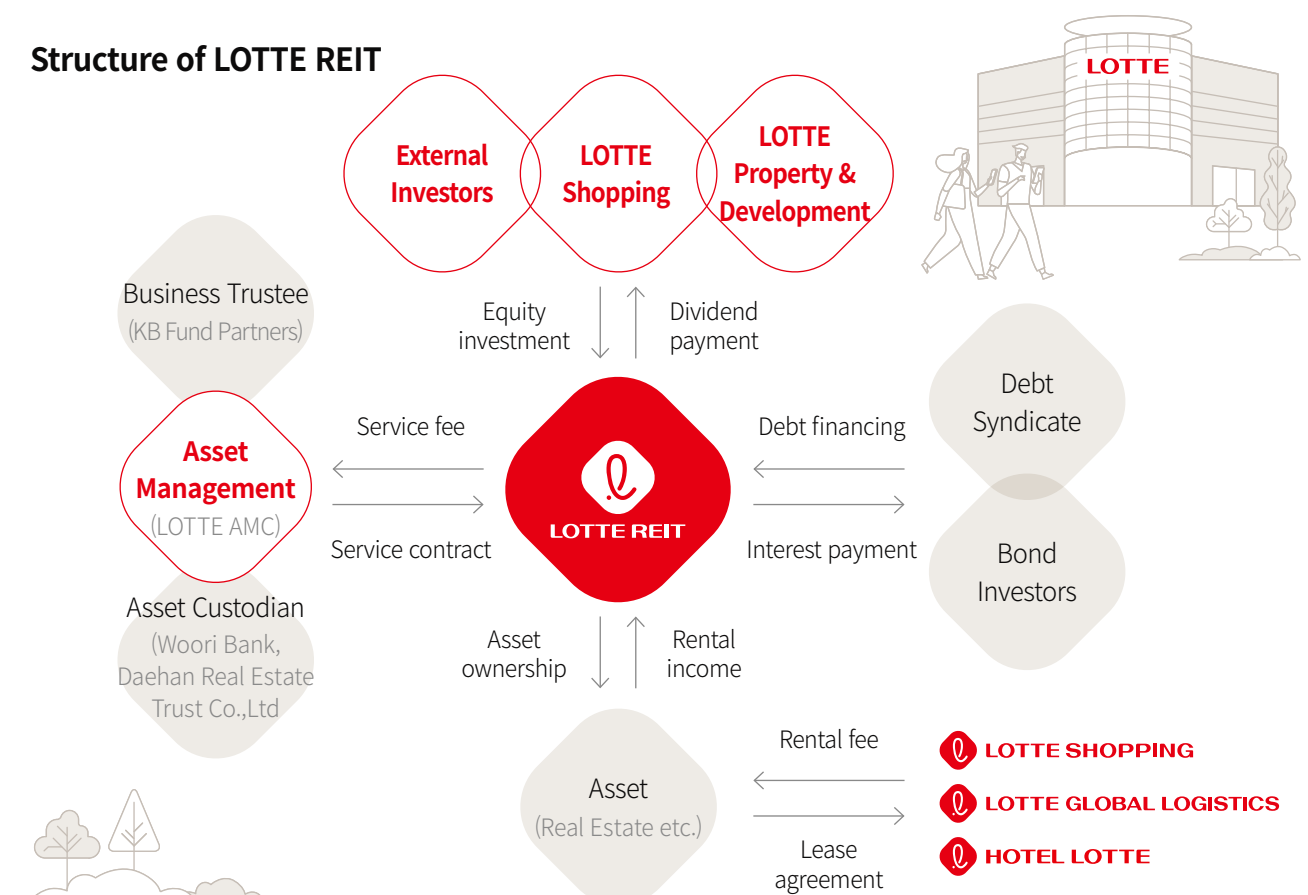 Structure of LOTTE REIT
LOTTE
External
Investors
LOTTE
Shopping
LOTTE
Property &
Development
Equity
investment
Dividend
payment
Business Trustee
(KB Fund Partners)
Asset
Management
(LOTTE AMC)
Asset Custodian
(Woori Bank,
Daehan Real Estate
Trust Co.,Ltd
Service fee
Service contract
LOTTE REIT
Debt financing
Interest payment
Debt
Syndicate
Bond
Investors
Asset
ownership
Rental
income
Asset
(Real Estate etc.)
Rental fee
Lease
agreement
LOTTE SHOPPING
LOTTE GLOBAL LOGISTICS
HOTEL LOTTE